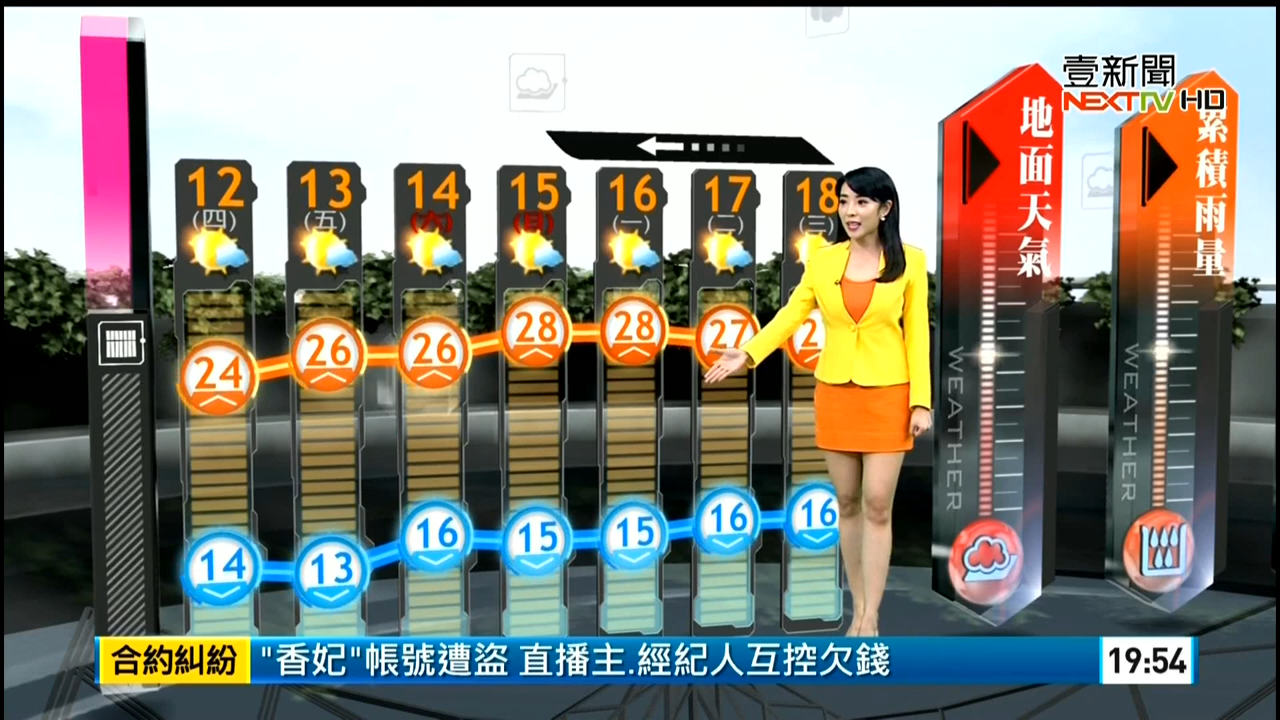 壹新聞
NEXTTV HD
地面天氣
累積雨量
12 13 14 15 16 17 18
(四) (五) (六) (日) (一) (二) (三)
24 26 26 28 28 27
14 13 16 15 15 16 16
WEATHER
WEATHER
合約糾紛 "香妃"帳號遭盜 直播主.經紀人互控欠錢 19:54